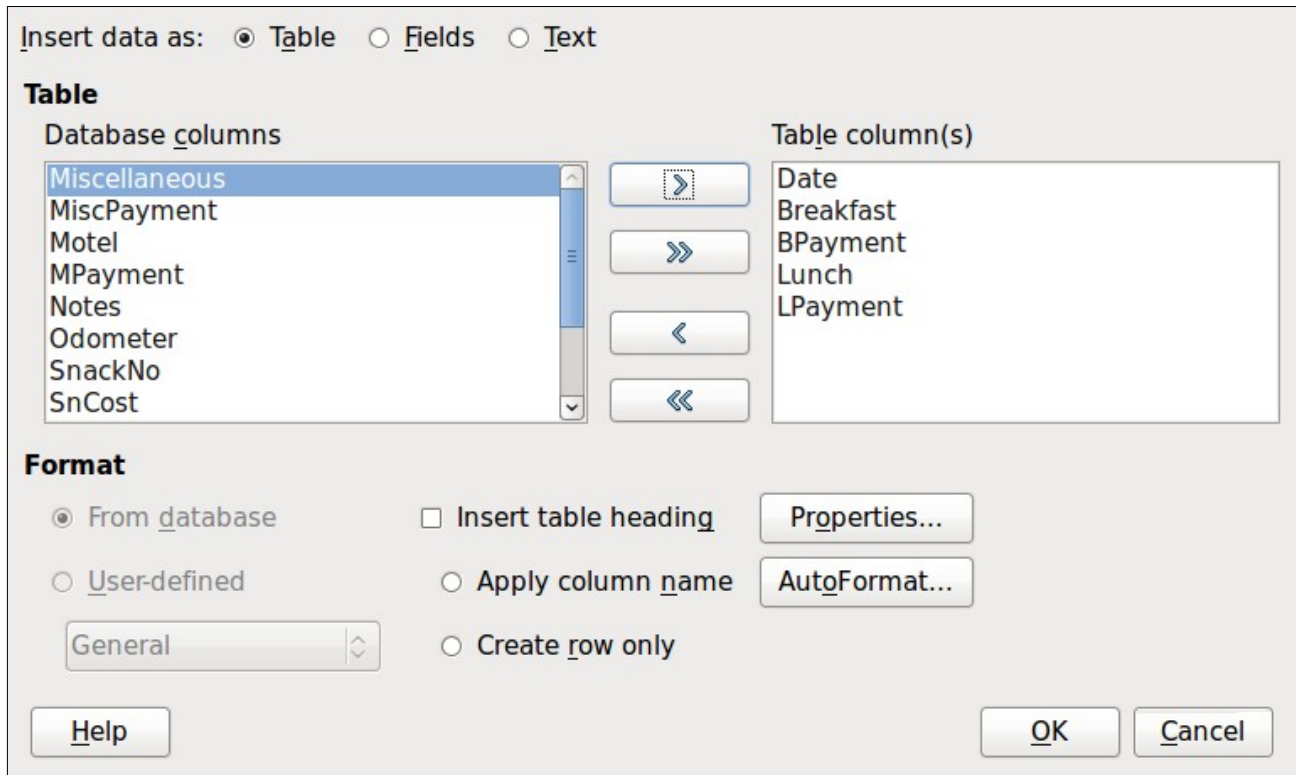 Insert data as: Table Fields Text
Table
Database columns
Miscellaneous
MiscPayment
Motel
MPayment
Notes
Odometer
SnackNo
SnCost
Table column(s)
Date
Breakfast
BPayment
Lunch
LPayment
Format
From database
User-defined
General
Insert table heading
Apply column name
Create row only
Properties...
AutoFormat...
Help
OK
Cancel